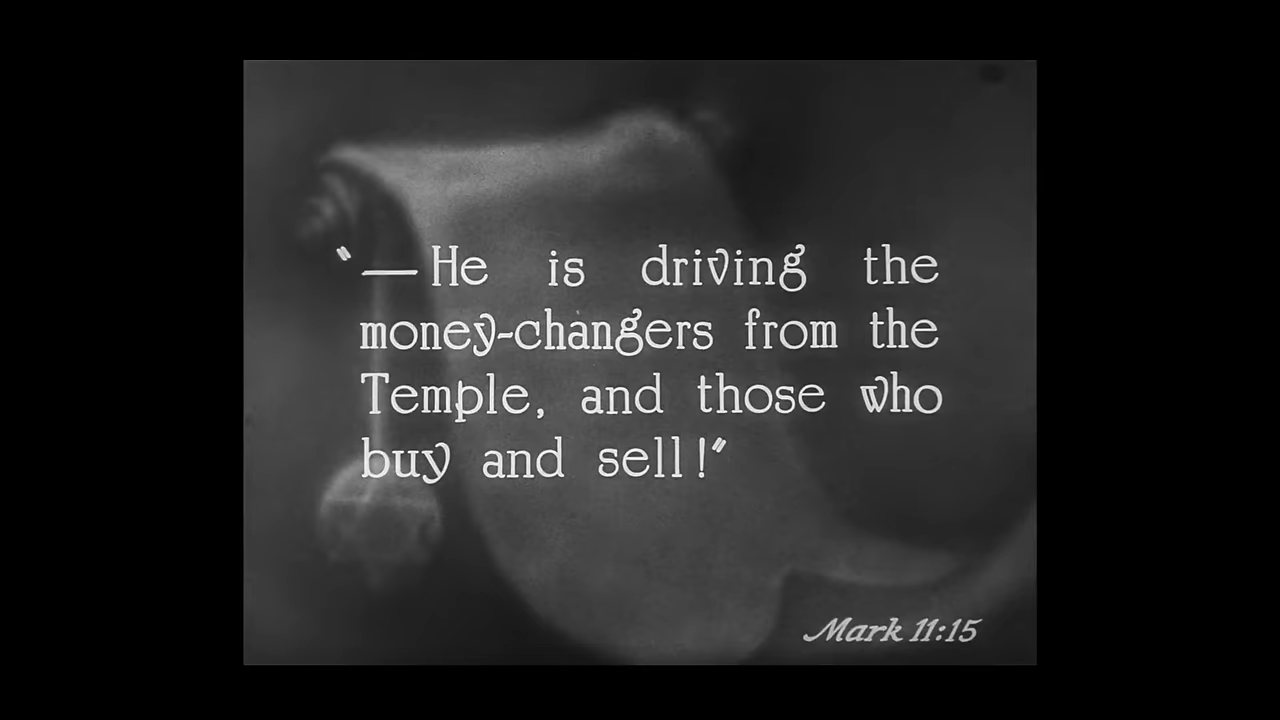 "—He is driving the
money-changers from the
Temple, and those who
buy and sell!"
Mark 11:15